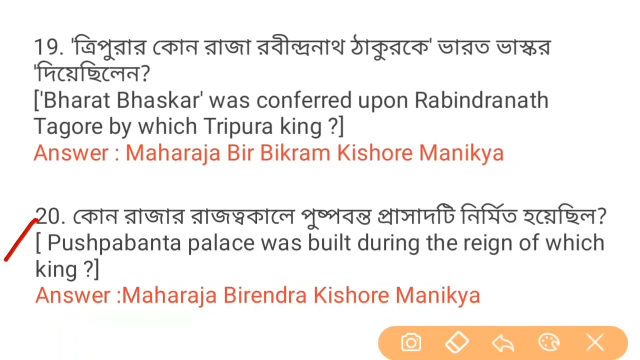 19. 'ত্রিপুরার কোন রাজা রবীন্দ্রনাথ ঠাকুরকে' ভারত ভাস্কর
'দিয়েছিলেন?
['Bharat Bhaskar' was conferred upon Rabindranath
Tagore by which Tripura king ?]
Answer : Maharaja Bir Bikram Kishore Manikya
20. কোন রাজার রাজত্বকালে পুষ্পবন্ত প্রাসাদটি নির্মিত হয়েছিল?
[ Pushpabanta palace was built during the reign of which
king ?]
Answer :Maharaja Birendra Kishore Manikya